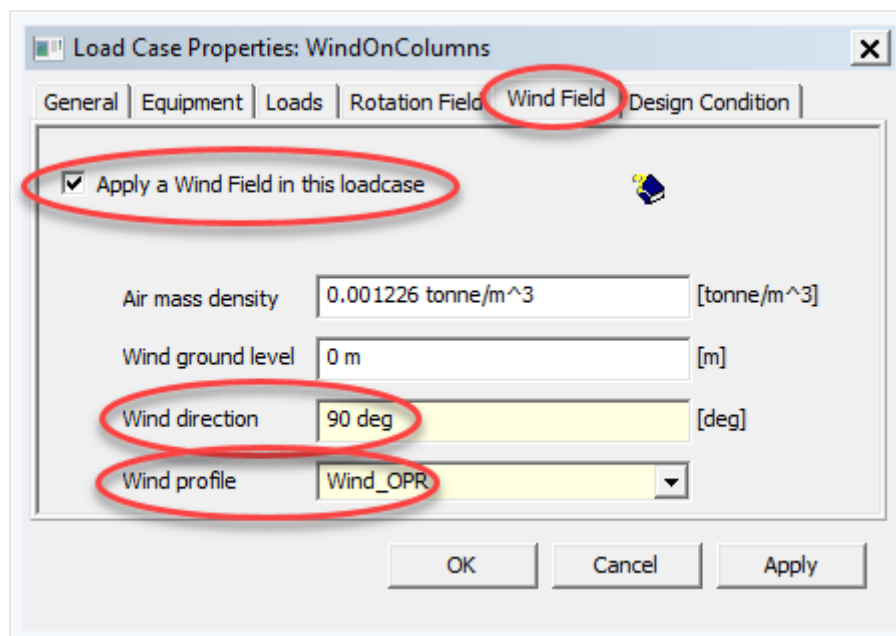 Load Case Properties: WindOnColumns
General Equipment Loads Rotation Field Wind Field Design Condition
Apply a Wind Field in this loadcase
Air mass density 0.001226 tonne/m^3 [tonne/m^3]
Wind ground level 0 m [m]
Wind direction 90 deg [deg]
Wind profile Wind_OPR
OK Cancel Apply